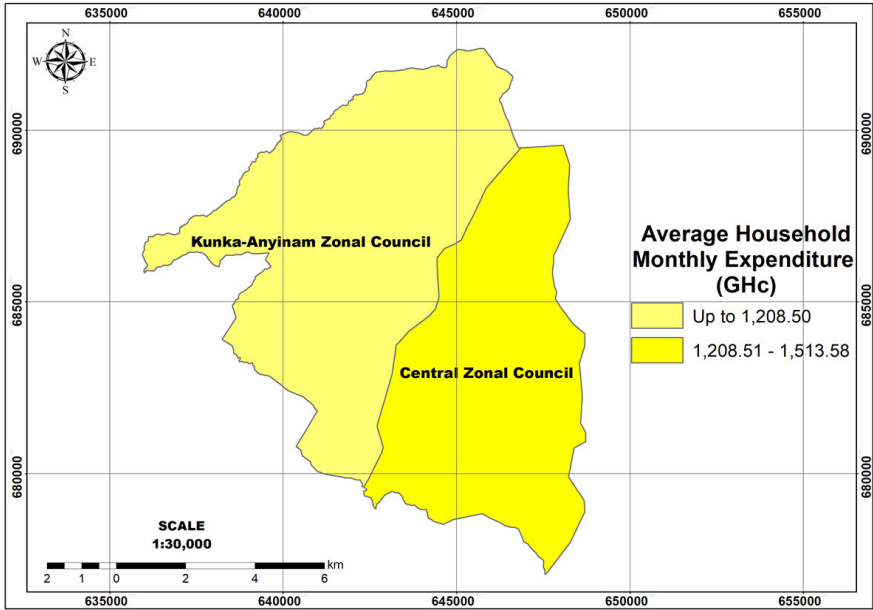 635000 640000 645000 650000 655000
N
W E
S
690000 690000
Average Household
Monthly Expenditure
(GHc)
Kunka-Anyinam Zonal Council
685000 685000
Up to 1,208.50
1,208.51 - 1,513.58
Central Zonal Council
680000 680000
SCALE
1:30,000
km
2 1 0 2 4 6
635000 640000 645000 650000 655000